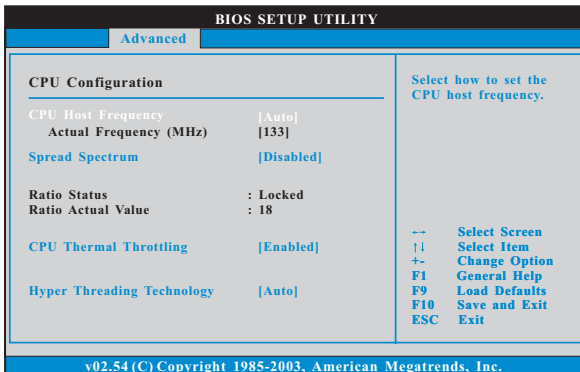 BIOS SETUP UTILITY
Advanced
CPU Configuration
CPU Host Frequency [Auto]
Actual Frequency (MHz) [133]
Spread Spectrum [Disabled]
Ratio Status : Locked
Ratio Actual Value : 18
CPU Thermal Throttling [Enabled]
Hyper Threading Technology [Auto]
Select how to set the
CPU host frequency.
←→ Select Screen
↑↓ Select Item
+- Change Option
F1 General Help
F9 Load Defaults
F10 Save and Exit
ESC Exit
v02.54 (C) Copyright 1985-2003, American Megatrends, Inc.